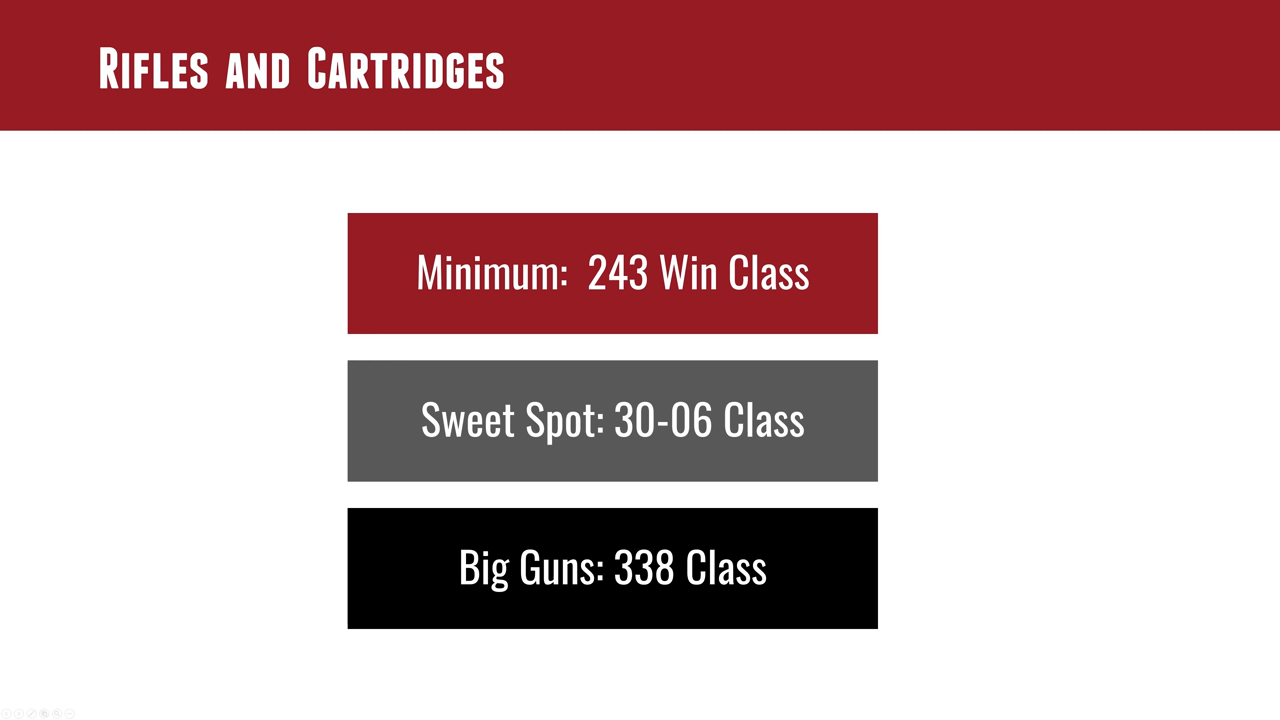 Rifles and Cartridges
Minimum:  243 Win Class
Sweet Spot: 30-06 Class
Big Guns: 338 Class